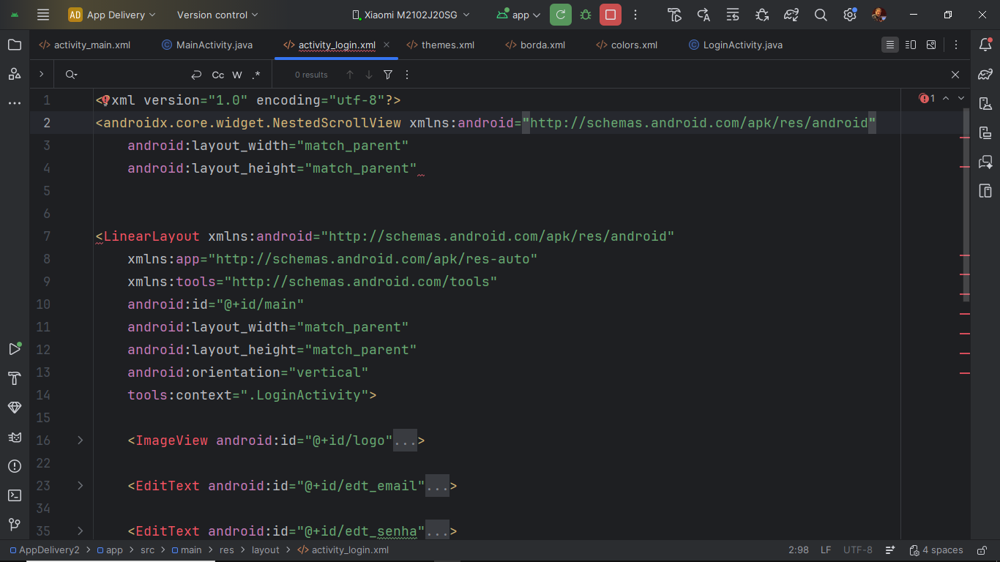 AD App Delivery Version control Xiaomi M2102J20SG app
activity_main.xml MainActivity.java activity_login.xml themes.xml borda.xml colors.xml LoginActivity.java
Cc W .* 0 results
1 <?xml version="1.0" encoding="utf-8"?> 1
2 <androidx.core.widget.NestedScrollView xmlns:android="http://schemas.android.com/apk/res/android"
3 android:layout_width="match_parent"
4 android:layout_height="match_parent"
5
6
7 <LinearLayout xmlns:android="http://schemas.android.com/apk/res/android"
8 xmlns:app="http://schemas.android.com/apk/res-auto"
9 xmlns:tools="http://schemas.android.com/tools"
10 android:id="@+id/main"
11 android:layout_width="match_parent"
12 android:layout_height="match_parent"
13 android:orientation="vertical"
14 tools:context=".LoginActivity">
15
16 <ImageView android:id="@+id/logo"...>
22
23 <EditText android:id="@+id/edt_email"...>
34
35 <EditText android:id="@+id/edt_senha"...>
AppDelivery2 > app > src > main > res > layout > activity_login.xml 2:98 LF UTF-8 4 spaces